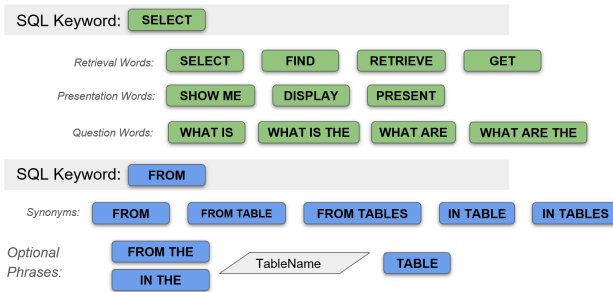 SQL Keyword: SELECT
Retrieval Words: SELECT FIND RETRIEVE GET
Presentation Words: SHOW ME DISPLAY PRESENT
Question Words: WHAT IS WHAT IS THE WHAT ARE WHAT ARE THE
SQL Keyword: FROM
Synonyms: FROM FROM TABLE FROM TABLES IN TABLE IN TABLES
Optional
Phrases:
FROM THE
IN THE
TableName
TABLE